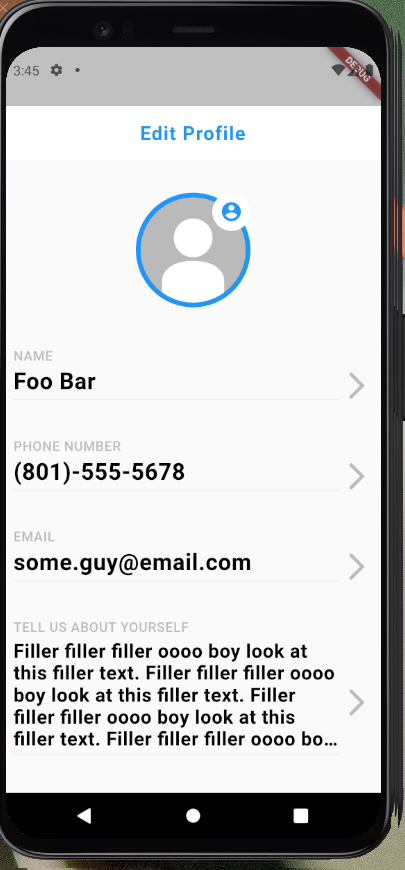 3:45
DEBUG
Edit Profile
NAME
Foo Bar
PHONE NUMBER
(801)-555-5678
EMAIL
some.guy@email.com
TELL US ABOUT YOURSELF
Filler filler filler oooo boy look at
this filler text. Filler filler filler oooo
boy look at this filler text. Filler
filler filler oooo boy look at this
filler text. Filler filler filler oooo bo…